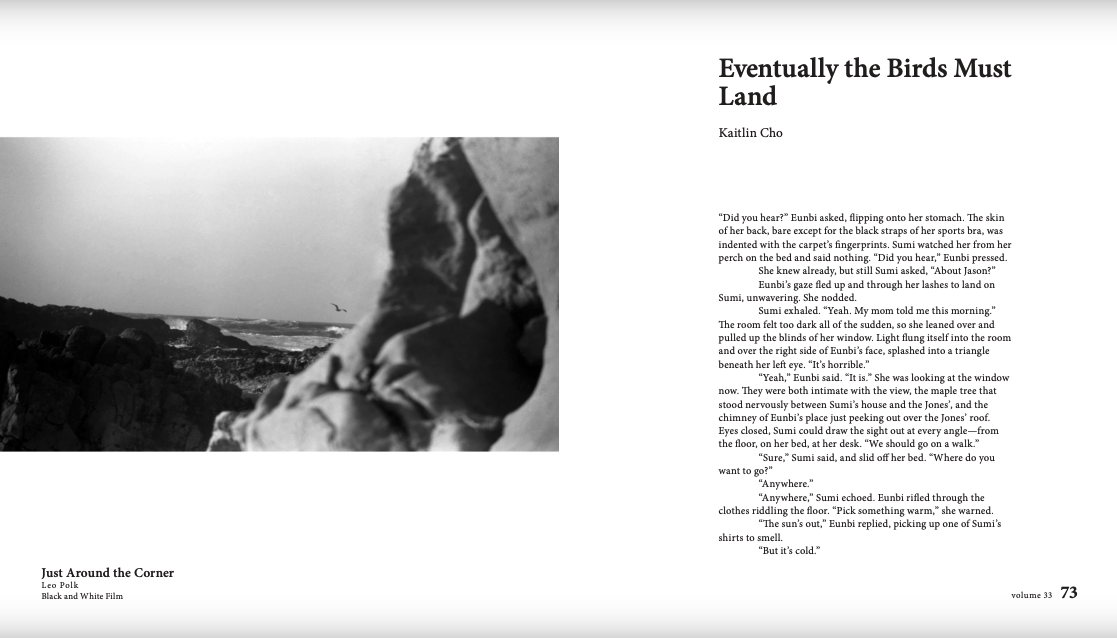 Just Around the Corner
Leo Polk
Black and White Film
Eventually the Birds Must
Land
Kaitlin Cho
“Did you hear?” Eunbi asked, flipping onto her stomach. The skin
of her back, bare except for the black straps of her sports bra, was
indented with the carpet’s fingerprints. Sumi watched her from her
perch on the bed and said nothing. “Did you hear,” Eunbi pressed.
She knew already, but still Sumi asked, “About Jason?”
Eunbi’s gaze fled up and through her lashes to land on
Sumi, unwavering. She nodded.
Sumi exhaled. “Yeah. My mom told me this morning.”
The room felt too dark all of the sudden, so she leaned over and
pulled up the blinds of her window. Light flung itself into the room
and over the right side of Eunbi’s face, splashed into a triangle
beneath her left eye. “It’s horrible.”
“Yeah,” Eunbi said. “It is.” She was looking at the window
now. They were both intimate with the view, the maple tree that
stood nervously between Sumi’s house and the Jones’, and the
chimney of Eunbi’s place just peeking out over the Jones’ roof.
Eyes closed, Sumi could draw the sight out at every angle—from
the floor, on her bed, at her desk. “We should go on a walk.”
“Sure,” Sumi said, and slid off her bed. “Where do you
want to go?”
“Anywhere.”
“Anywhere,” Sumi echoed. Eunbi rifled through the
clothes riddling the floor. “Pick something warm,” she warned.
“The sun’s out,” Eunbi replied, picking up one of Sumi’s
shirts to smell.
“But it’s cold.”
volume 33 73